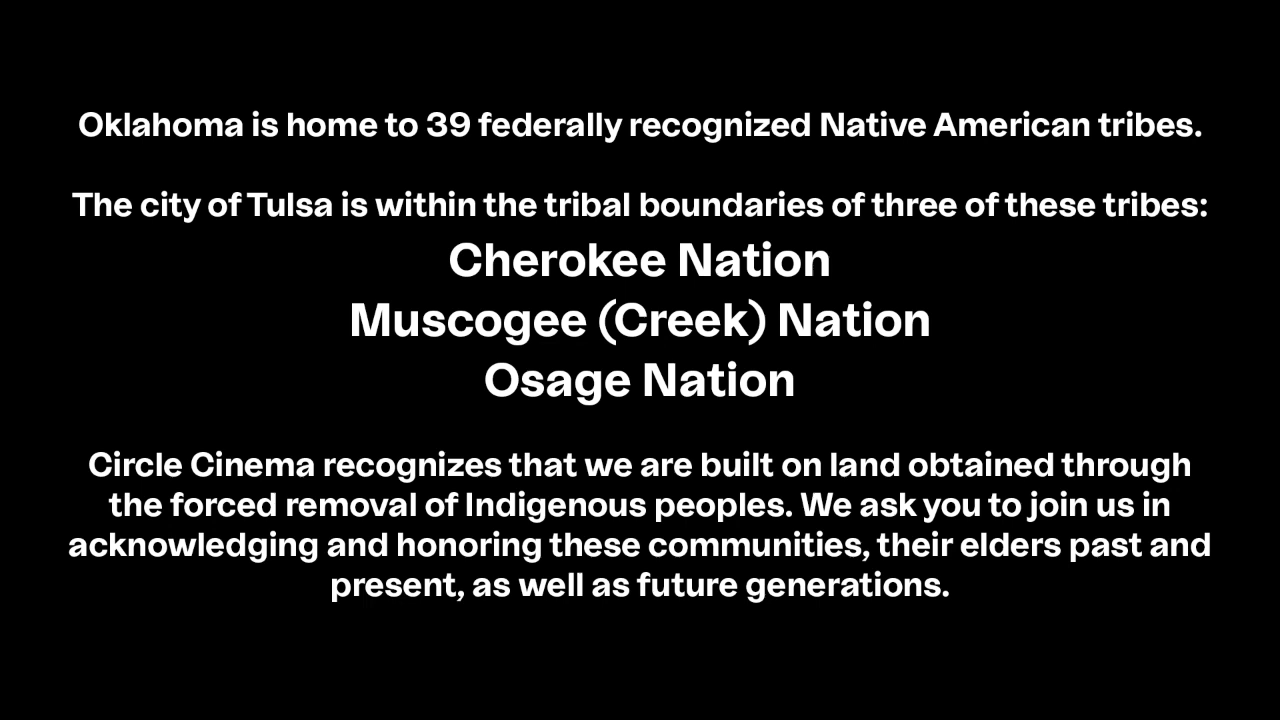 Oklahoma is home to 39 federally recognized Native American tribes.
The city of Tulsa is within the tribal boundaries of three of these tribes:
Cherokee Nation
Muscogee (Creek) Nation
Osage Nation
Circle Cinema recognizes that we are built on land obtained through
the forced removal of Indigenous peoples. We ask you to join us in
acknowledging and honoring these communities, their elders past and
present, as well as future generations.